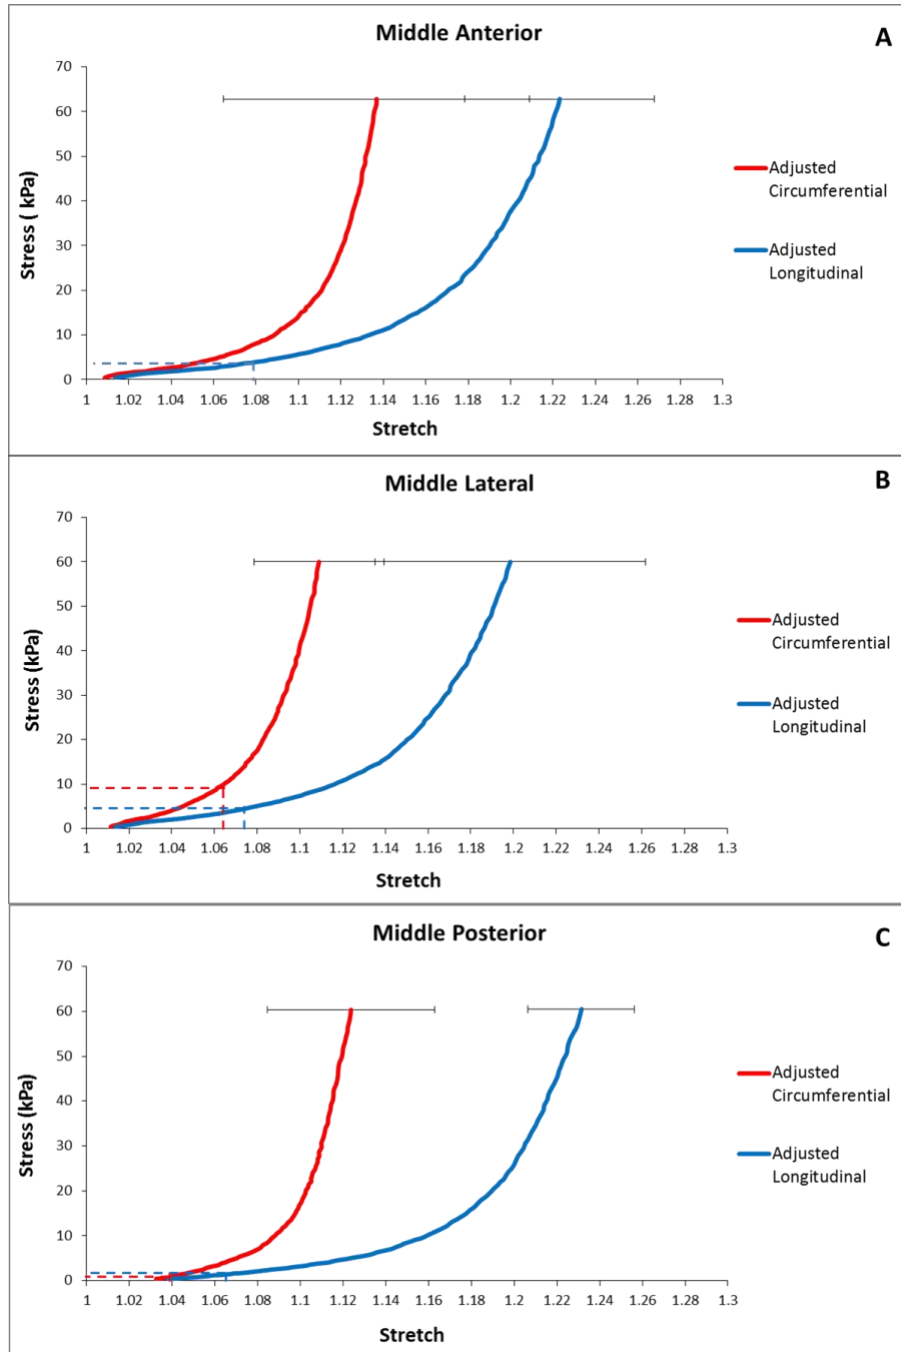 Middle Anterior
A
70
60
50
40
30
20
10
0
Stress ( kPa)
1 1.02 1.04 1.06 1.08 1.1 1.12 1.14 1.16 1.18 1.2 1.22 1.24 1.26 1.28 1.3
Stretch
Adjusted
Circumferential
Adjusted
Longitudinal
Middle Lateral
B
70
60
50
40
30
20
10
0
Stress (kPa)
1 1.02 1.04 1.06 1.08 1.1 1.12 1.14 1.16 1.18 1.2 1.22 1.24 1.26 1.28 1.3
Stretch
Adjusted
Circumferential
Adjusted
Longitudinal
Middle Posterior
C
70
60
50
40
30
20
10
0
Stress (kPa)
1 1.02 1.04 1.06 1.08 1.1 1.12 1.14 1.16 1.18 1.2 1.22 1.24 1.26 1.28 1.3
Stretch
Adjusted
Circumferential
Adjusted
Longitudinal